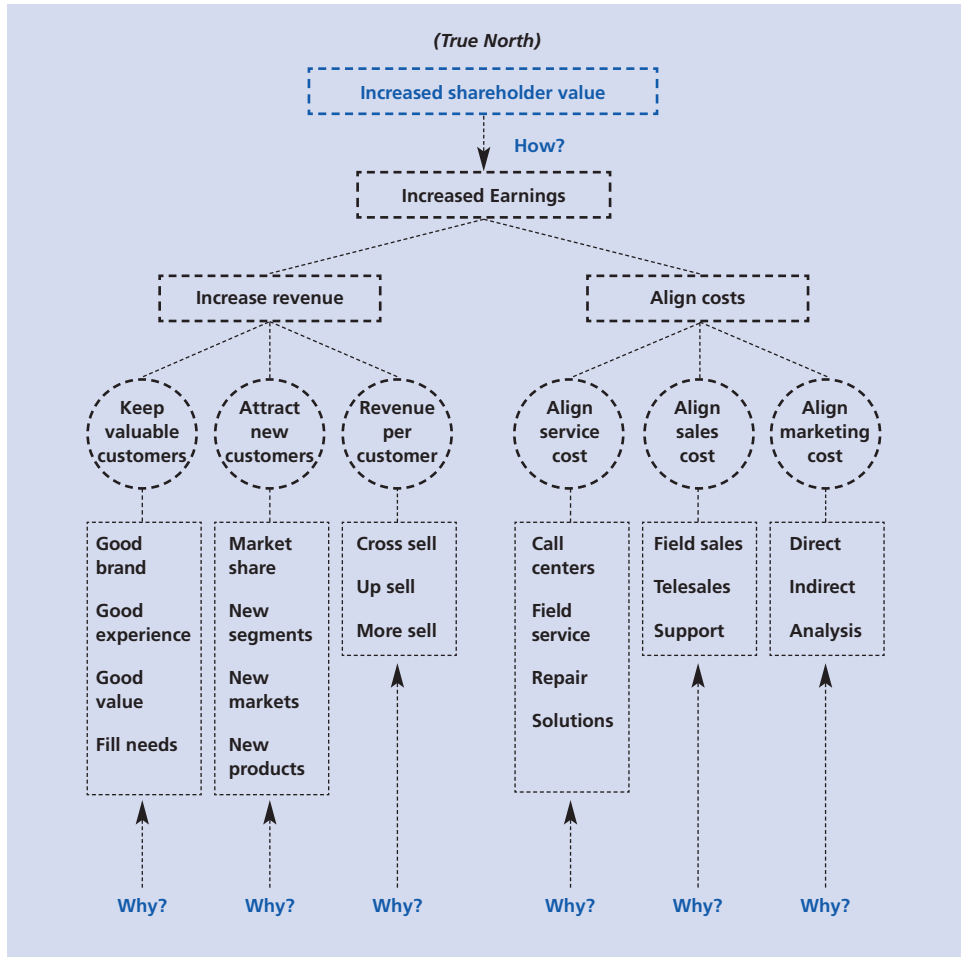 (True North)
Increased shareholder value
How?
Increased Earnings
Increase revenue
Align costs
Keep
valuable
customers
Attract
new
customers
Revenue
per
customer
Align
service
cost
Align
sales
cost
Align
marketing
cost
Good
brand
Good
experience
Good
value
Fill needs
Market
share
New
segments
New
markets
New
products
Cross sell
Up sell
More sell
Call
centers
Field
service
Repair
Solutions
Field sales
Telesales
Support
Direct
Indirect
Analysis
Why?
Why?
Why?
Why?
Why?
Why?